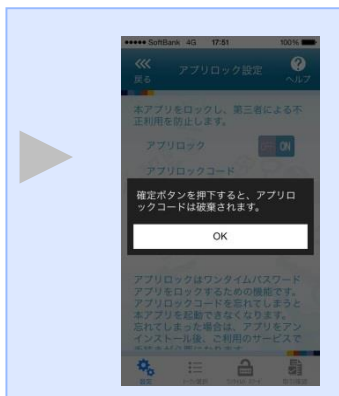 SoftBank 4G 17:51 100%
戻る
アプリロック設定
ヘルプ
本アプリをロックし、第三者による不
正利用を防止します。
アプリロック
OFF ON
アプリロックコード
確定ボタンを押下すると、アプリロ
ックコードは破棄されます。
OK
アプリロックはワンタイムパスワード
アプリをロックするための機能です。
アプリロックコードを忘れてしまうと
本アプリを起動できなくなります。
忘れてしまった場合は、アプリをアン
インストール後、ご利用のサービスで
設定